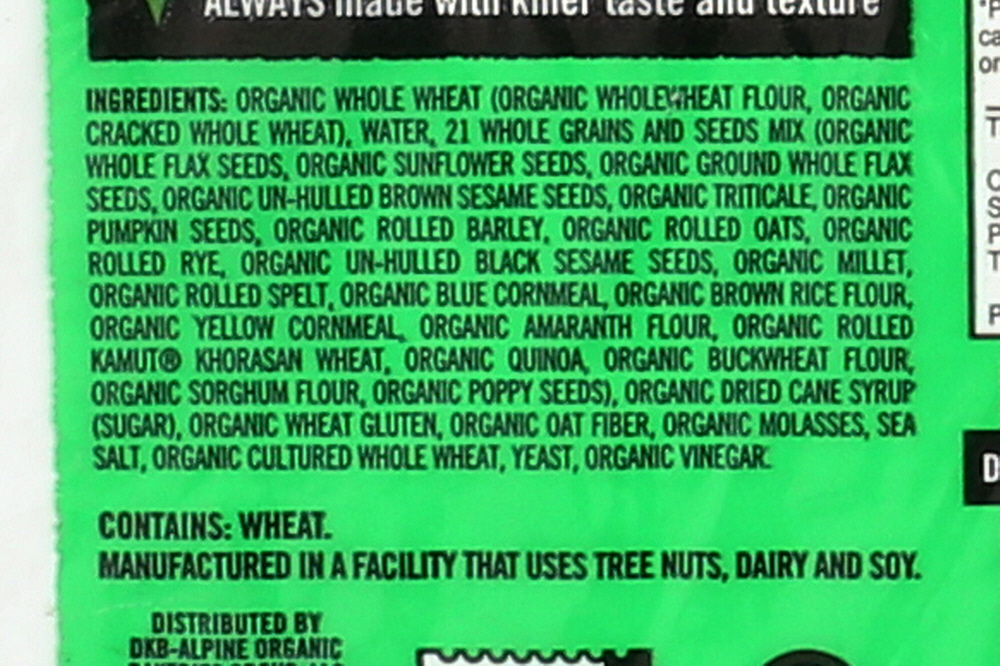 ALWAYS made with killer taste and texture
INGREDIENTS: ORGANIC WHOLE WHEAT (ORGANIC WHOLE WHEAT FLOUR, ORGANIC
CRACKED WHOLE WHEAT), WATER, 21 WHOLE GRAINS AND SEEDS MIX (ORGANIC
WHOLE FLAX SEEDS, ORGANIC SUNFLOWER SEEDS, ORGANIC GROUND WHOLE FLAX
SEEDS, ORGANIC UN-HULLED BROWN SESAME SEEDS, ORGANIC TRITICALE, ORGANIC
PUMPKIN SEEDS, ORGANIC ROLLED BARLEY, ORGANIC ROLLED OATS, ORGANIC
ROLLED RYE, ORGANIC UN-HULLED BLACK SESAME SEEDS, ORGANIC MILLET,
ORGANIC ROLLED SPELT, ORGANIC BLUE CORNMEAL, ORGANIC BROWN RICE FLOUR,
ORGANIC YELLOW CORNMEAL, ORGANIC AMARANTH FLOUR, ORGANIC ROLLED
KAMUT® KHORASAN WHEAT, ORGANIC QUINOA, ORGANIC BUCKWHEAT FLOUR,
ORGANIC SORGHUM FLOUR, ORGANIC POPPY SEEDS), ORGANIC DRIED CANE SYRUP
(SUGAR), ORGANIC WHEAT GLUTEN, ORGANIC OAT FIBER, ORGANIC MOLASSES, SEA
SALT, ORGANIC CULTURED WHOLE WHEAT, YEAST, ORGANIC VINEGAR.
CONTAINS: WHEAT.
MANUFACTURED IN A FACILITY THAT USES TREE NUTS, DAIRY AND SOY.
DISTRIBUTED BY
DKB-ALPINE ORGANIC